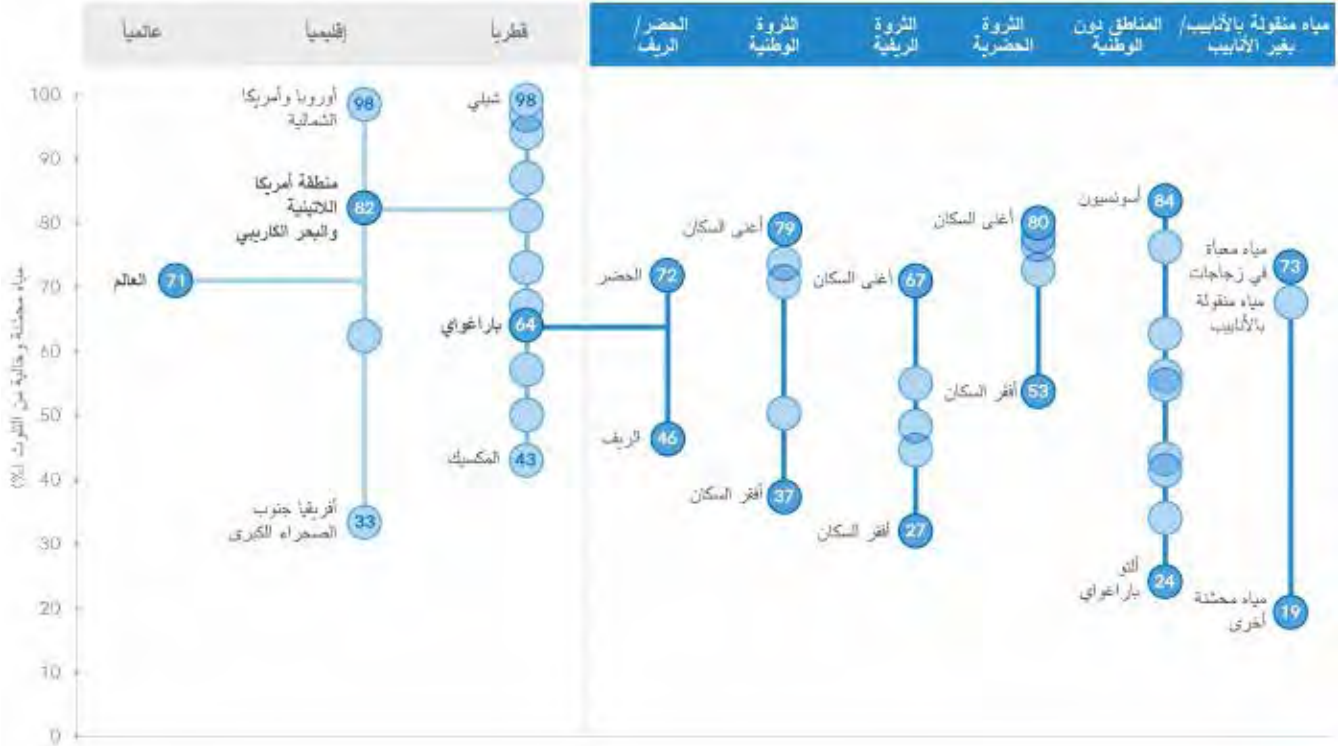 عالمياً
إقليمياً
قطرياً
الحضر/
الريف
الثروة
الوطنية
الثروة
الريفية
الثروة
الحضرية
المناطق دون
الوطنية
مياه منقولة بالأنابيب/
بغير الأنابيب
مياه محسّنة وخالية من التلوث (%)
100
90
80
70
60
50
40
30
20
10
0
العالم
71
أوروبا وأمريكا
الشمالية
98
منطقة أمريكا
اللاتينية
والبحر الكاريبي
82
أفريقيا جنوب
الصحراء الكبرى
33
شيلي
98
باراغواي
64
المكسيك
43
الحضر
72
الريف
46
أغنى السكان
79
أفقر السكان
37
أغنى السكان
67
أفقر السكان
27
أغنى السكان
80
أفقر السكان
53
أسونسيون
84
ألتو
باراغواي
24
مياه معبأة
في زجاجات
73
مياه منقولة
بالأنابيب
مياه محسّنة
أخرى
19